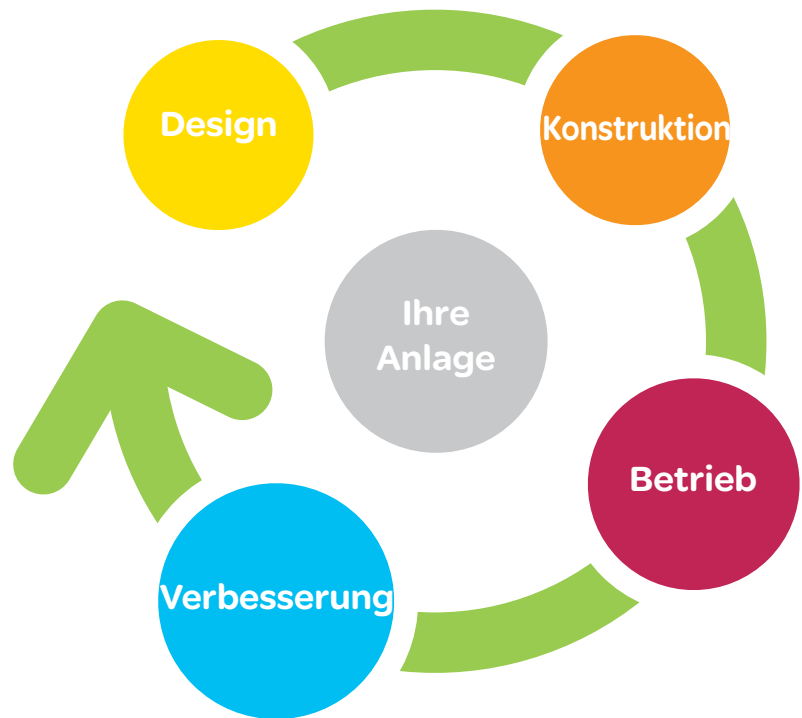 Design
Konstruktion
Ihre
Anlage
Betrieb
Verbesserung